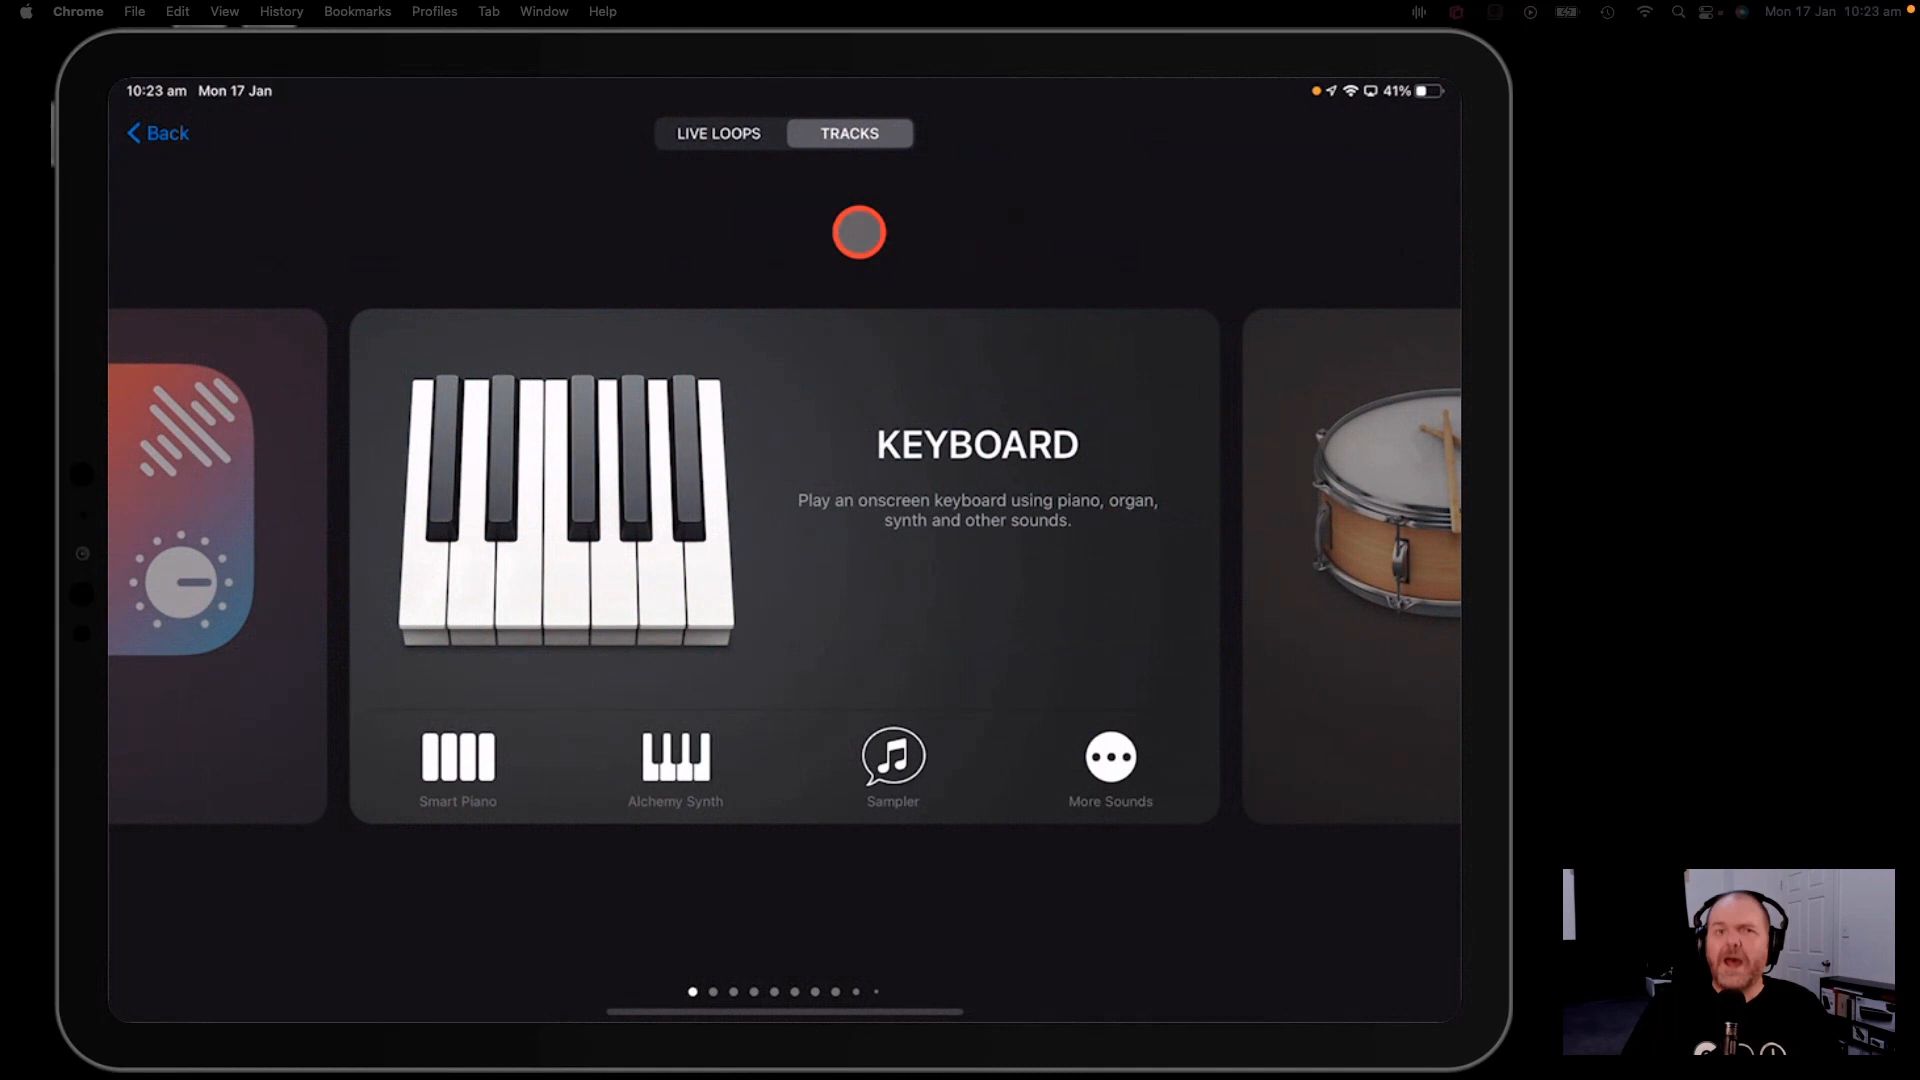 Chrome File Edit View History Bookmarks Profiles Tab Window Help Mon 17 Jan 10:23 am
10:23 am Mon 17 Jan 41%
Back LIVE LOOPS TRACKS
KEYBOARD
Play an onscreen keyboard using piano, organ,
synth and other sounds.
Smart Piano Alchemy Synth Sampler More Sounds